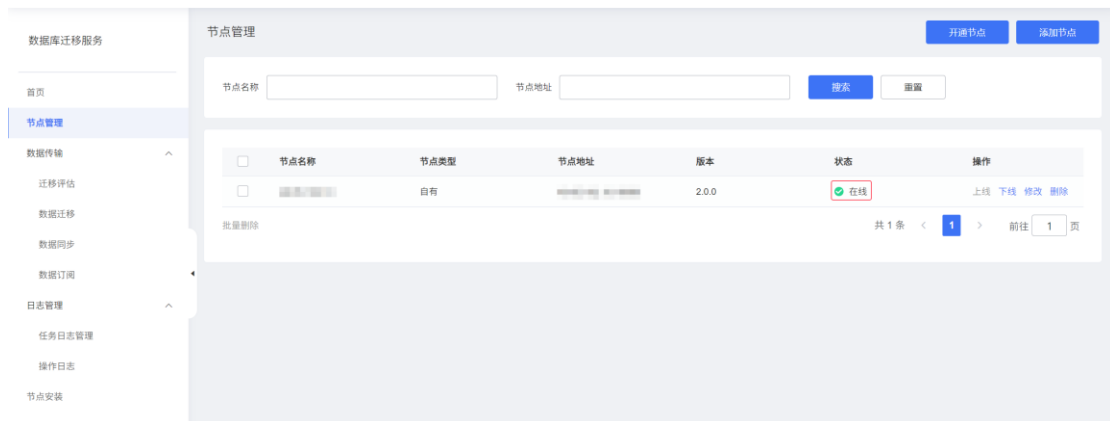 数据库迁移服务
首页
节点管理
数据传输
迁移评估
数据迁移
数据同步
数据订阅
日志管理
任务日志管理
操作日志
节点安装
节点管理
开通节点 添加节点
节点名称 节点地址 搜索 重置
节点名称 节点类型 节点地址 版本 状态 操作
自有 2.0.0 在线 上线 下线 修改 删除
批量删除 共 1 条 < 1 > 前往 1 页